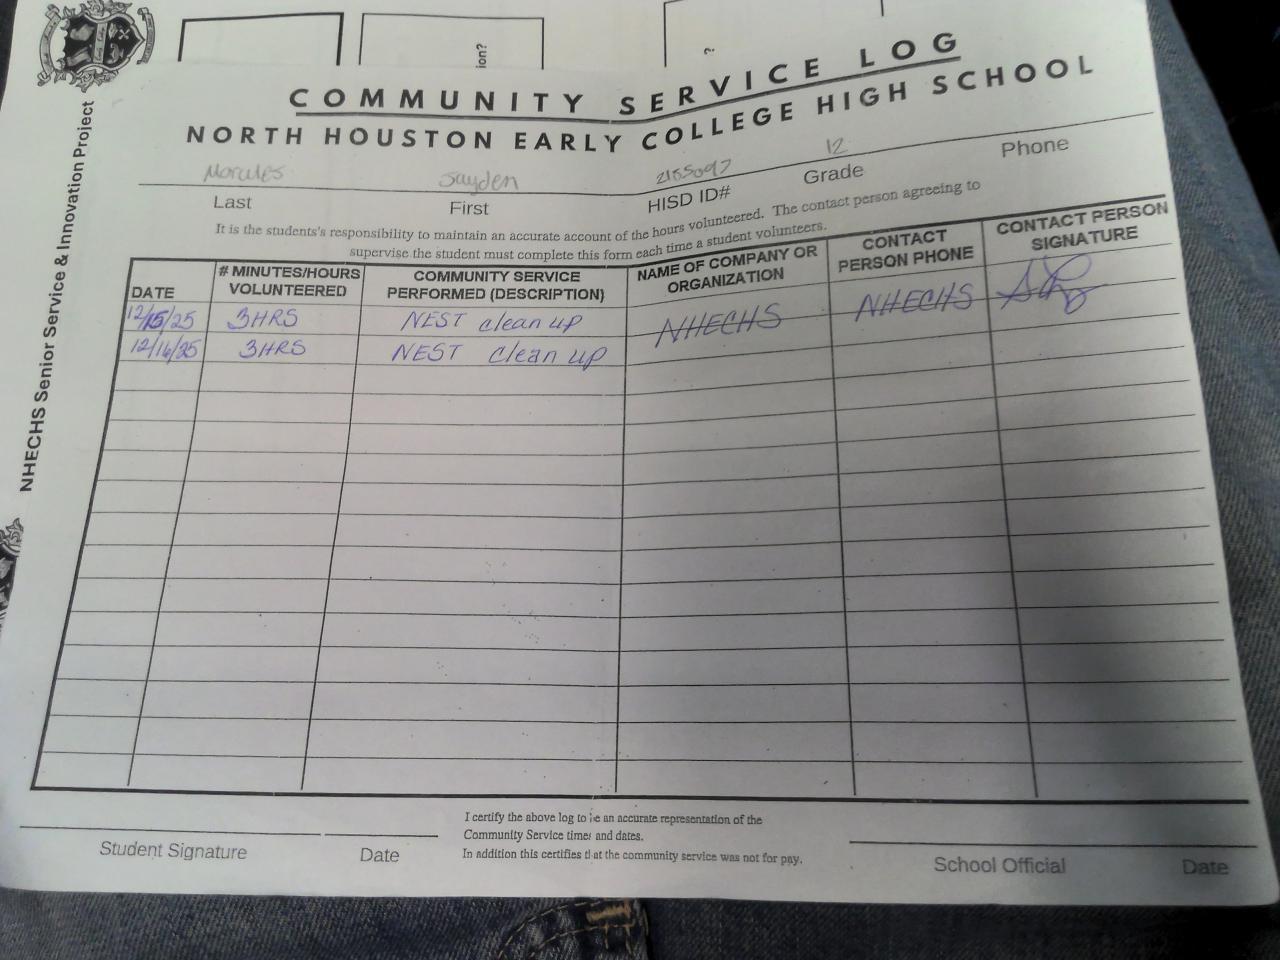 ion?
?
COMMUNITY SERVICE LOG
NORTH HOUSTON EARLY COLLEGE HIGH SCHOOL
NHECHS Senior Service & Innovation Project
Morales Jayden 2185097 12
Last First HISD ID# Grade Phone
It is the students's responsibility to maintain an accurate account of the hours volunteered. The contact person agreeing to
supervise the student must complete this form each time a student volunteers.
DATE # MINUTES/HOURS VOLUNTEERED COMMUNITY SERVICE PERFORMED (DESCRIPTION) NAME OF COMPANY OR ORGANIZATION CONTACT PERSON PHONE CONTACT PERSON SIGNATURE
12/15/25 3HRS NEST clean up NHECHS NHECHS
12/16/25 3HRS NEST clean up
I certify the above log to be an accurate representation of the
Community Service times and dates.
In addition this certifies that the community service was not for pay.
Student Signature Date School Official Date